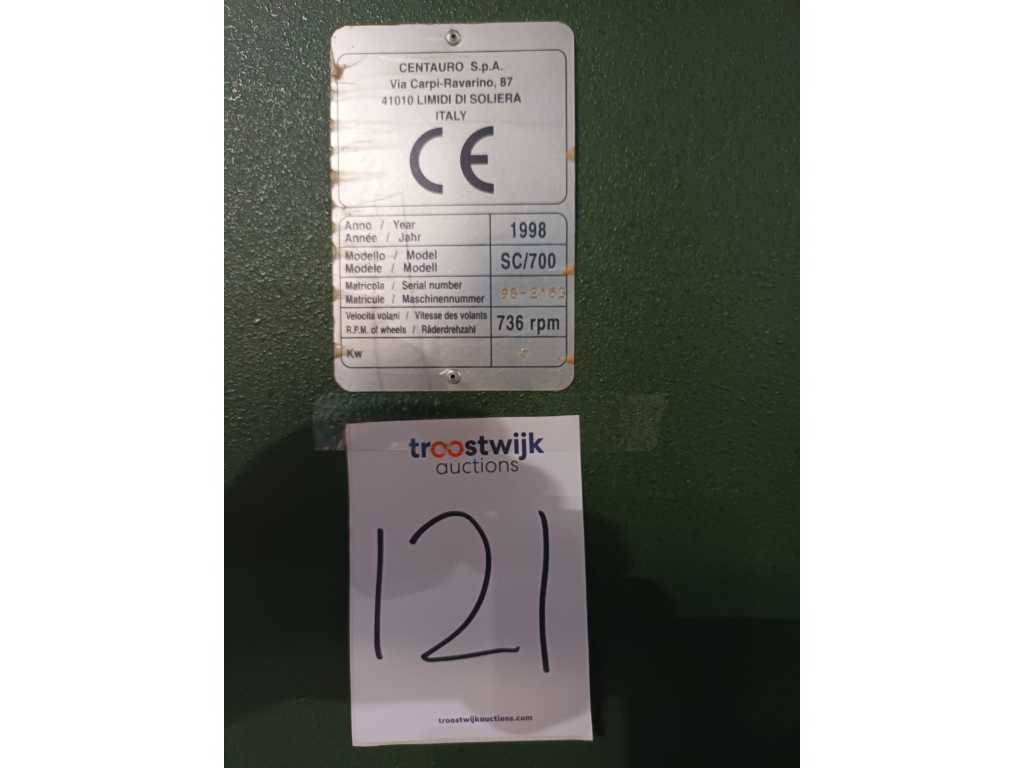 CENTAURO S.p.A.
Via Carpi-Ravarino, 87
41010 LIMIDI DI SOLIERA
ITALY
CE
Anno / Year
Année / Jahr
1998
Modello / Model
Modèle / Modell
SC/700
Matricola / Serial number
Matricule / Maschinennummer
Velocita volani / Vitesse des volants
R.P.M. of wheels / Räderdrehzahl
736 rpm
Kw
troostwijk
auctions
121
troostwijkauctions.com